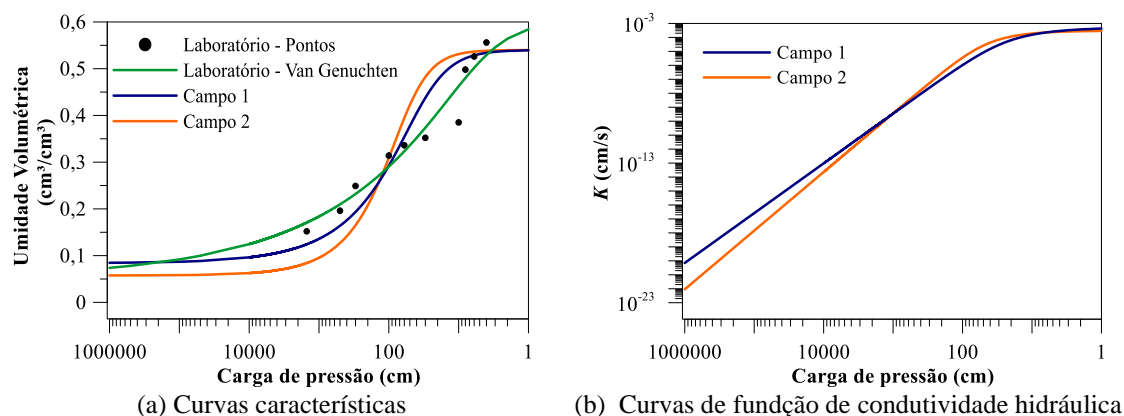 0,6
0,5
0,4
0,3
0,2
0,1
0
Umidade Volumétrica
(cm³/cm³)
Laboratório - Pontos
Laboratório - Van Genuchten
Campo 1
Campo 2
1000000 10000 100 1
Carga de pressão (cm)
(a) Curvas características
10⁻³
10⁻¹³
10⁻²³
K (cm/s)
Campo 1
Campo 2
1000000 10000 100 1
Carga de pressão (cm)
(b) Curvas de fundção de condutividade hidráulica